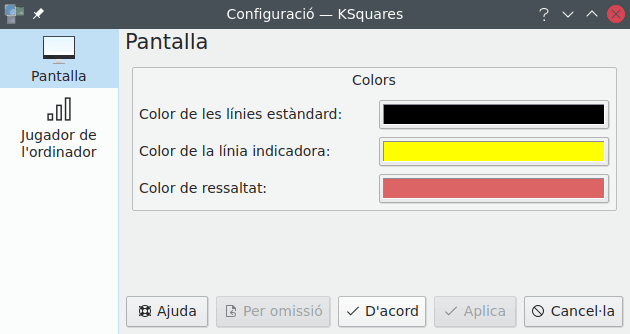 Configuració — KSquares
Pantalla
Jugador de
l'ordinador
Pantalla
Colors
Color de les línies estàndard:
Color de la línia indicadora:
Color de ressaltat:
Ajuda
Per omissió
D'acord
Aplica
Cancel·la